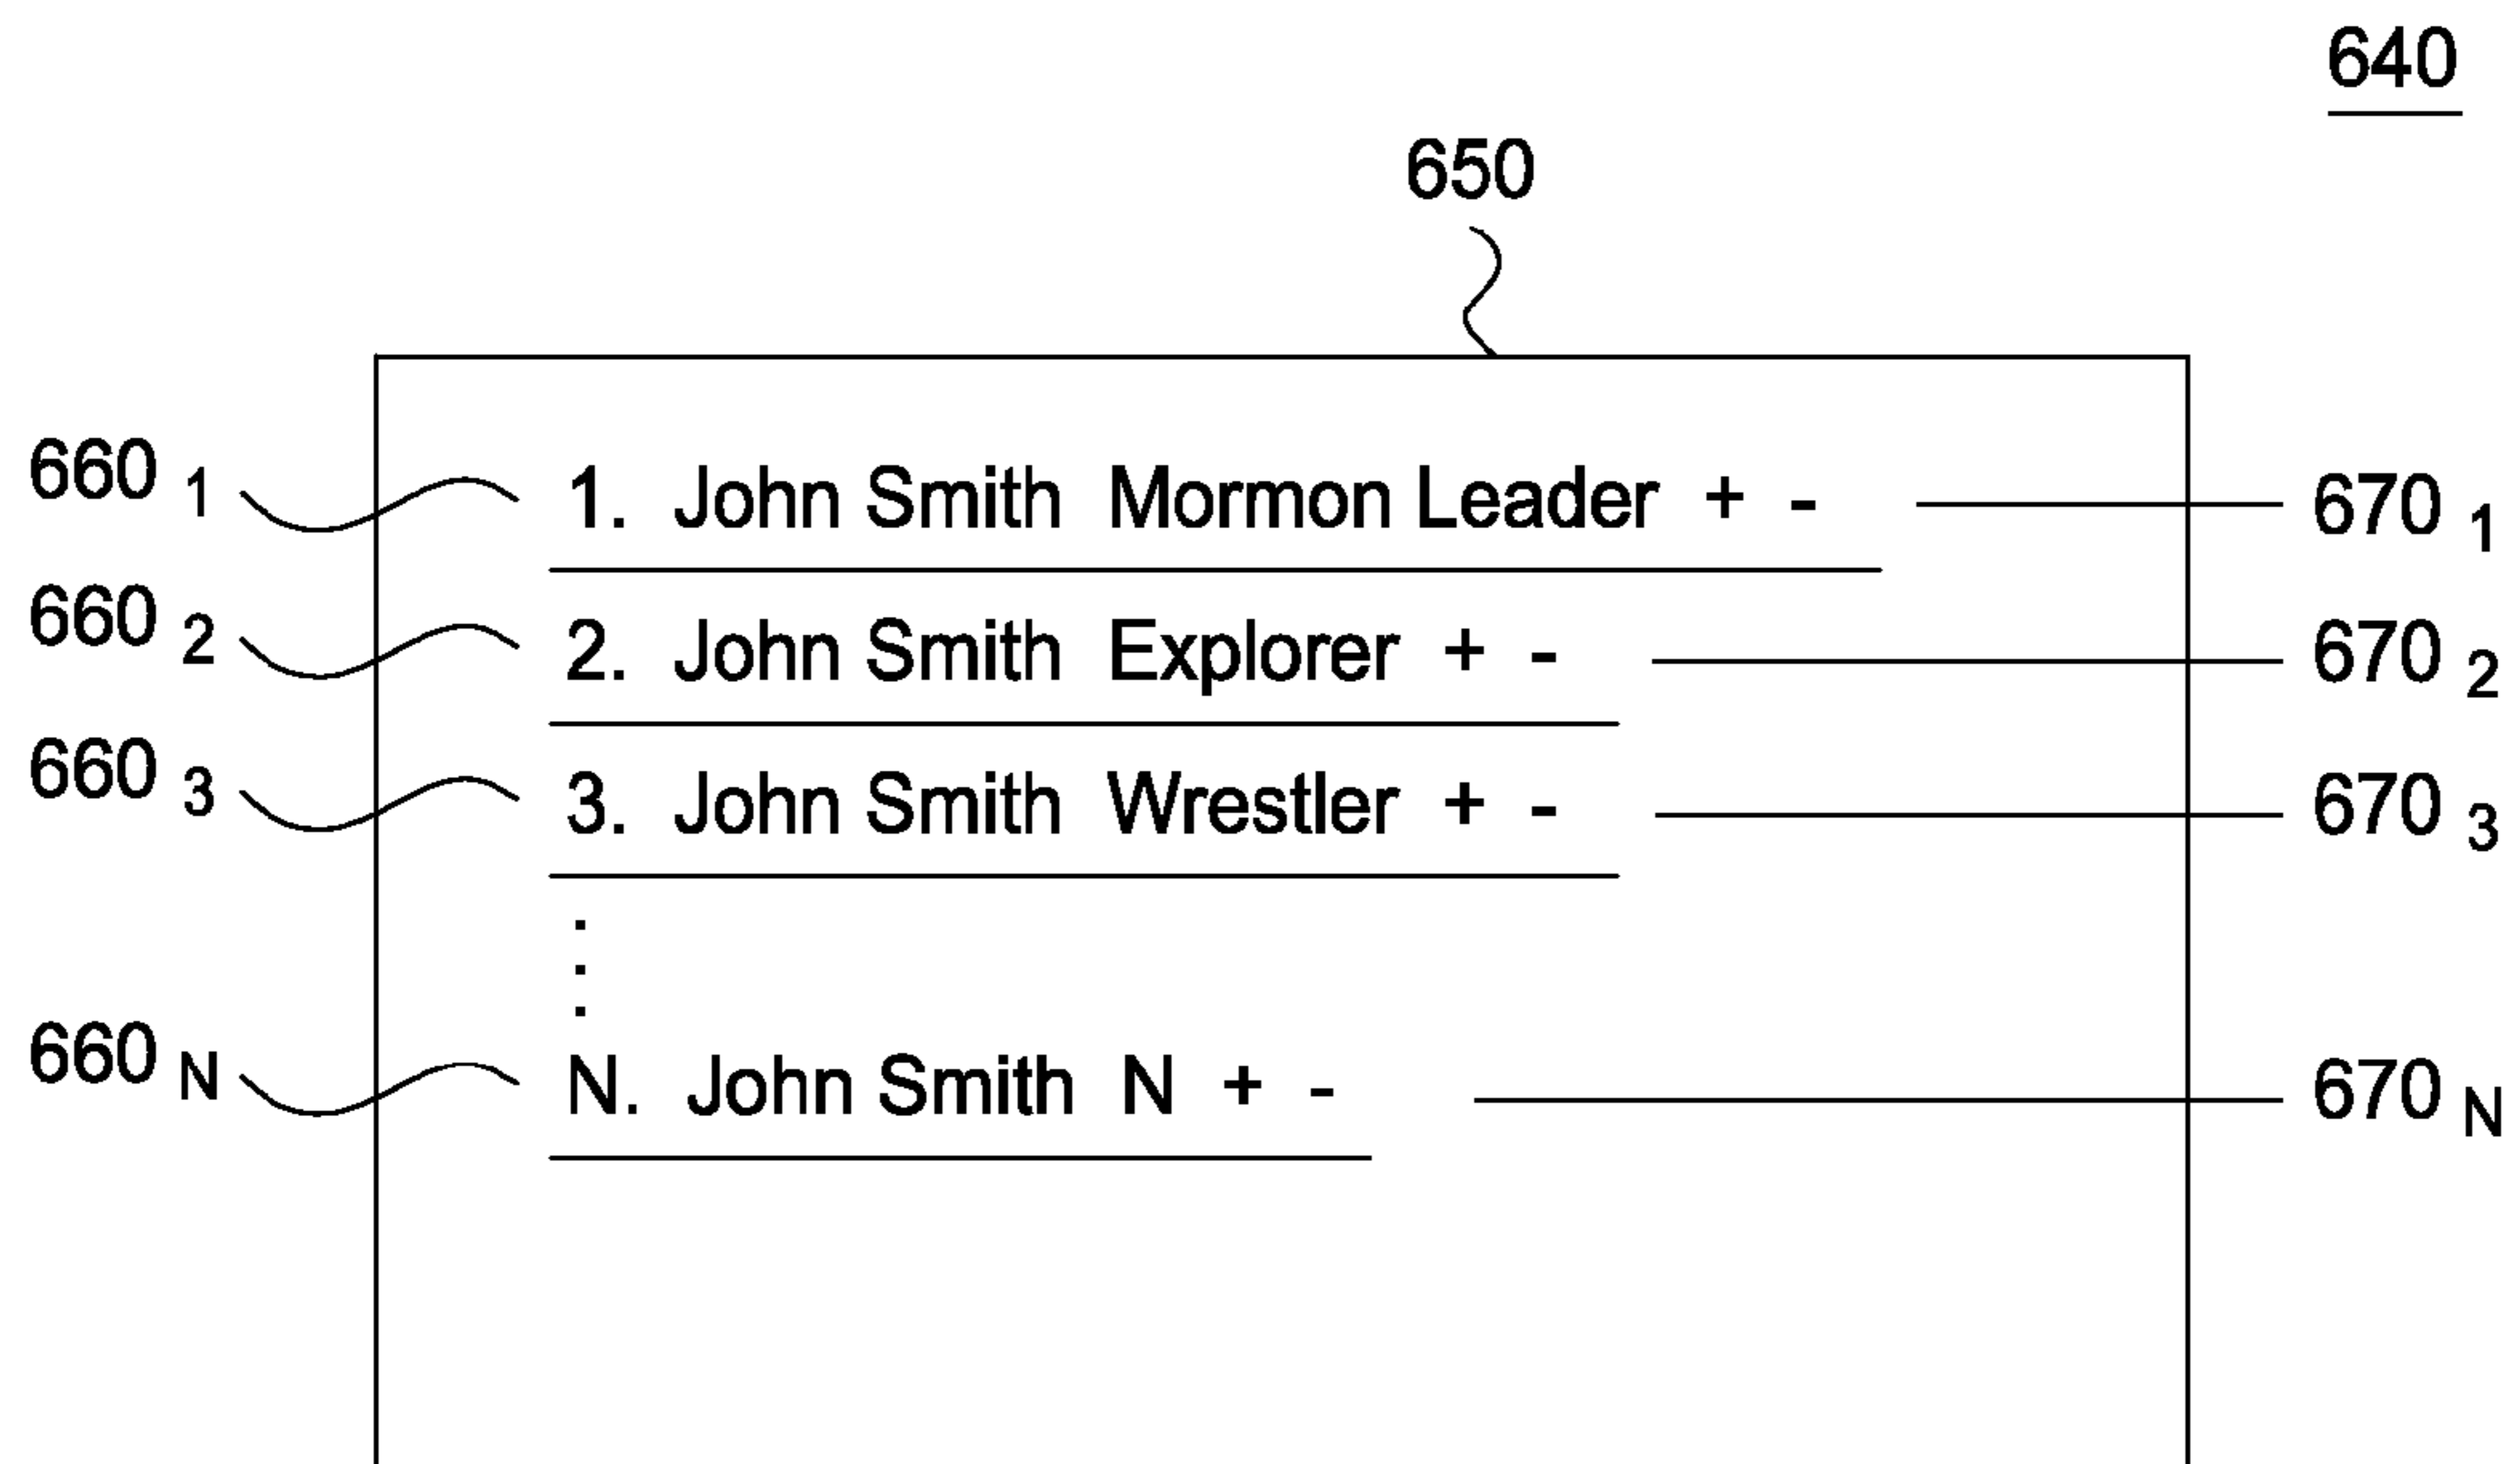 640
650
660 1 1. John Smith Mormon Leader + - 670 1
660 2 2. John Smith Explorer + - 670 2
660 3 3. John Smith Wrestler + - 670 3
.
.
.
660 N N. John Smith N + - 670 N